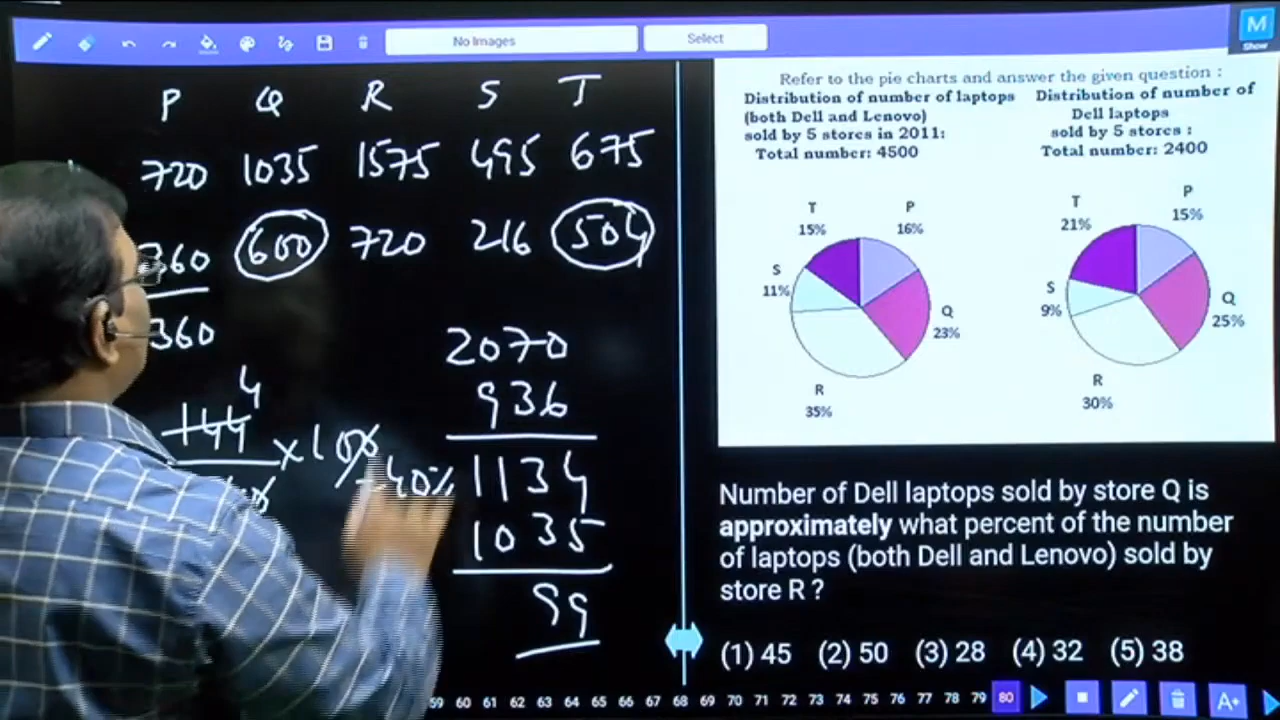 No Images
Select
M
Show
P Q R S T
720 1035 1575 495 675
360 600 720 216 504
360
2070
936
1134
1035
99
4
144
× 100
= 40%
Refer to the pie charts and answer the given question :
Distribution of number of laptops
(both Dell and Lenovo)
sold by 5 stores in 2011:
Total number: 4500
Distribution of number of
Dell laptops
sold by 5 stores :
Total number: 2400
T
15%
P
16%
S
11%
Q
23%
R
35%
T
21%
P
15%
S
9%
Q
25%
R
30%
Number of Dell laptops sold by store Q is
approximately what percent of the number
of laptops (both Dell and Lenovo) sold by
store R ?
(1) 45 (2) 50 (3) 28 (4) 32 (5) 38
59 60 61 62 63 64 65 66 67 68 69 70 71 72 73 74 75 76 77 78 79 80
A+